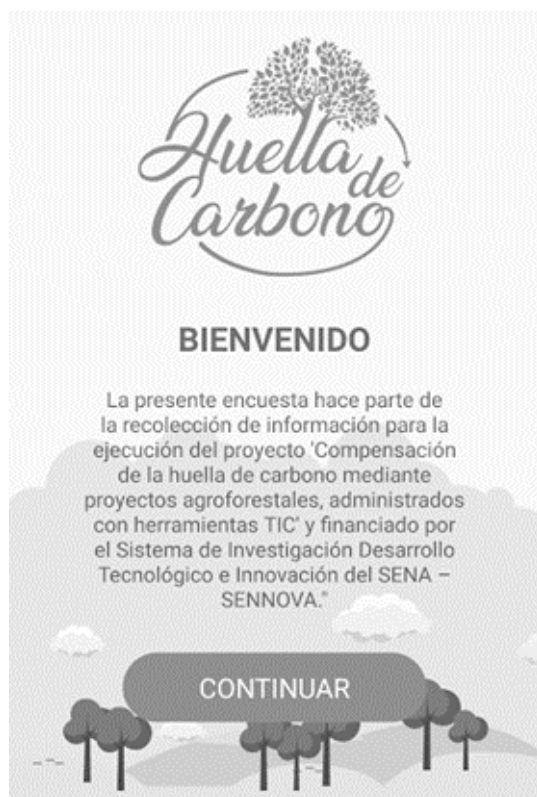 Huella
de
Carbono
BIENVENIDO
La presente encuesta hace parte de
la recolección de información para la
ejecución del proyecto 'Compensación
de la huella de carbono mediante
proyectos agroforestales, administrados
con herramientas TIC' y financiado por
el Sistema de Investigación Desarrollo
Tecnológico e Innovación del SENA –
SENNOVA."
CONTINUAR